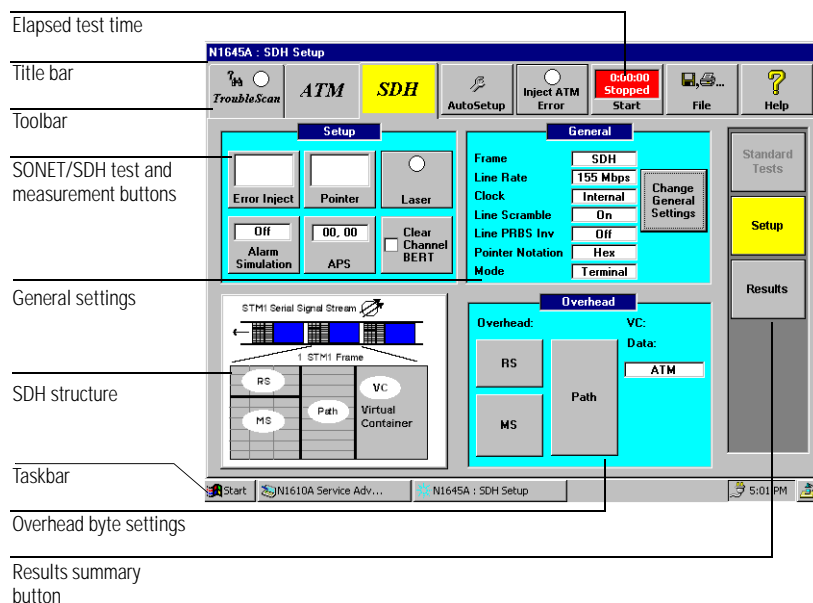 Elapsed test time
Title bar
Toolbar
SONET/SDH test and
measurement buttons
General settings
SDH structure
Taskbar
Overhead byte settings
Results summary
button
N1645A : SDH Setup
TroubleScan
ATM
SDH
AutoSetup
Inject ATM
Error
0:00:00
Stopped
Start
File
? Help
Setup
Error Inject
Pointer
Laser
Off
Alarm
Simulation
00, 00
APS
Clear
Channel
BERT
General
Frame SDH
Line Rate 155 Mbps
Clock Internal
Line Scramble On
Line PRBS Inv Off
Pointer Notation Hex
Mode Terminal
Change
General
Settings
Standard
Tests
Setup
Results
STM1 Serial Signal Stream
1 STM1 Frame
RS
MS
Path
VC
Virtual
Container
Overhead
Overhead:
RS
MS
Path
VC:
Data:
ATM
Start
N1610A Service Adv...
N1645A : SDH Setup
5:01 PM